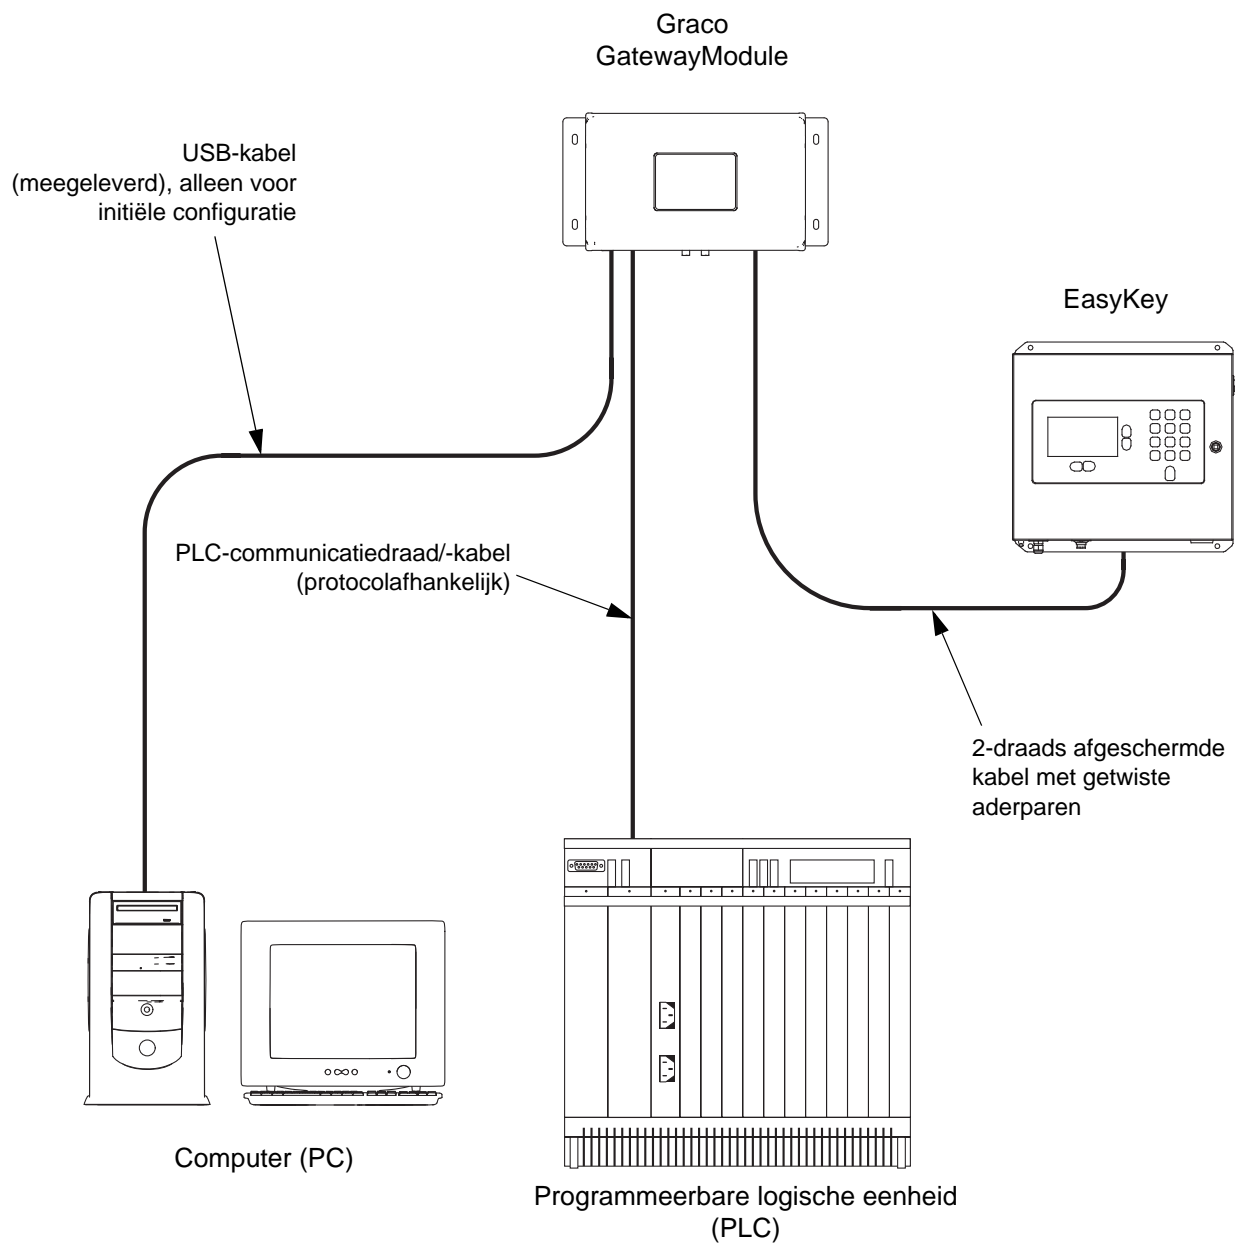 Graco
GatewayModule
USB-kabel
(meegeleverd), alleen voor
initiële configuratie
EasyKey
PLC-communicatiedraad/-kabel
(protocolafhankelijk)
2-draads afgeschermde
kabel met getwiste
aderparen
Computer (PC)
Programmeerbare logische eenheid
(PLC)